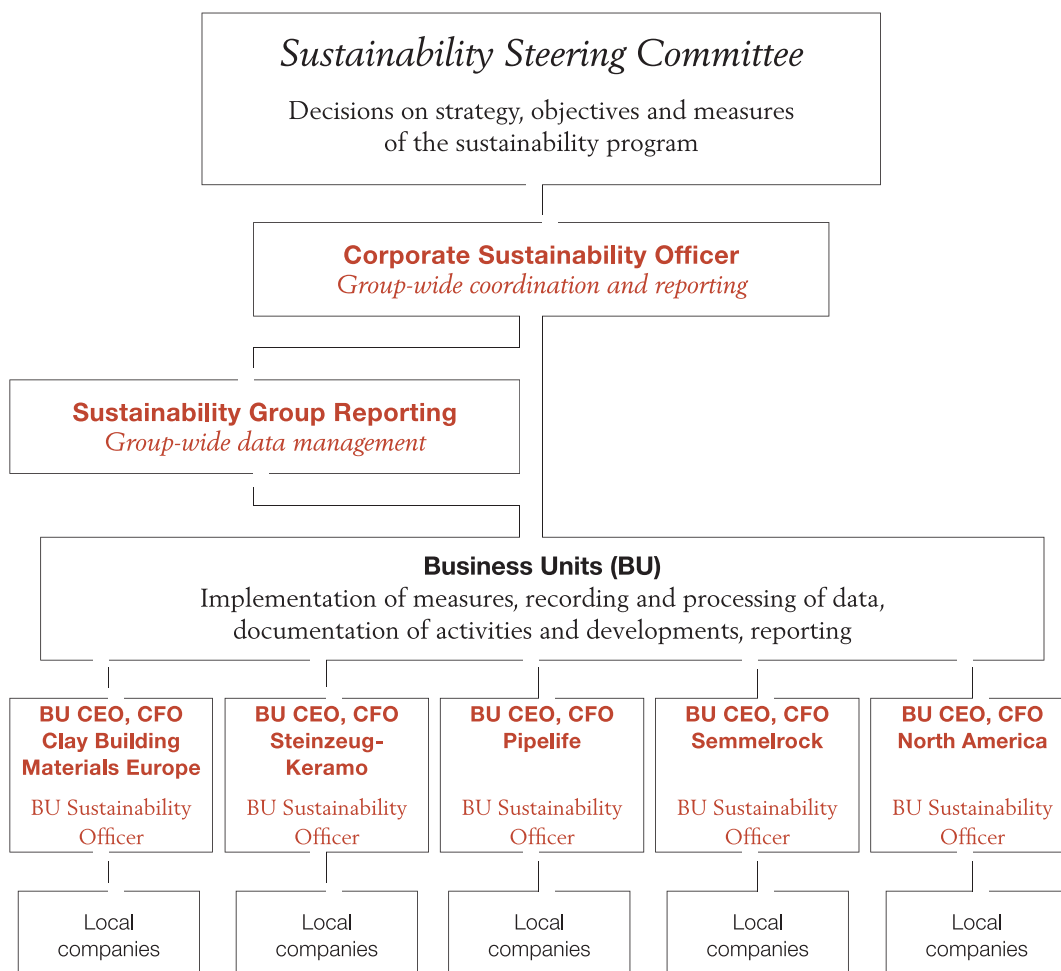 Sustainability Steering Committee
Decisions on strategy, objectives and measures
of the sustainability program
Corporate Sustainability Officer
Group-wide coordination and reporting
Sustainability Group Reporting
Group-wide data management
Business Units (BU)
Implementation of measures, recording and processing of data,
documentation of activities and developments, reporting
BU CEO, CFO
Clay Building
Materials Europe
BU Sustainability
Officer
BU CEO, CFO
Steinzeug-
Keramo
BU Sustainability
Officer
BU CEO, CFO
Pipelife
BU Sustainability
Officer
BU CEO, CFO
Semmelrock
BU Sustainability
Officer
BU CEO, CFO
North America
BU Sustainability
Officer
Local
companies
Local
companies
Local
companies
Local
companies
Local
companies